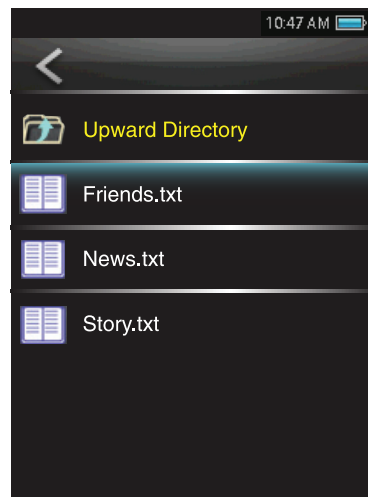 10:47 AM
Upward Directory
Friends.txt
News.txt
Story.txt